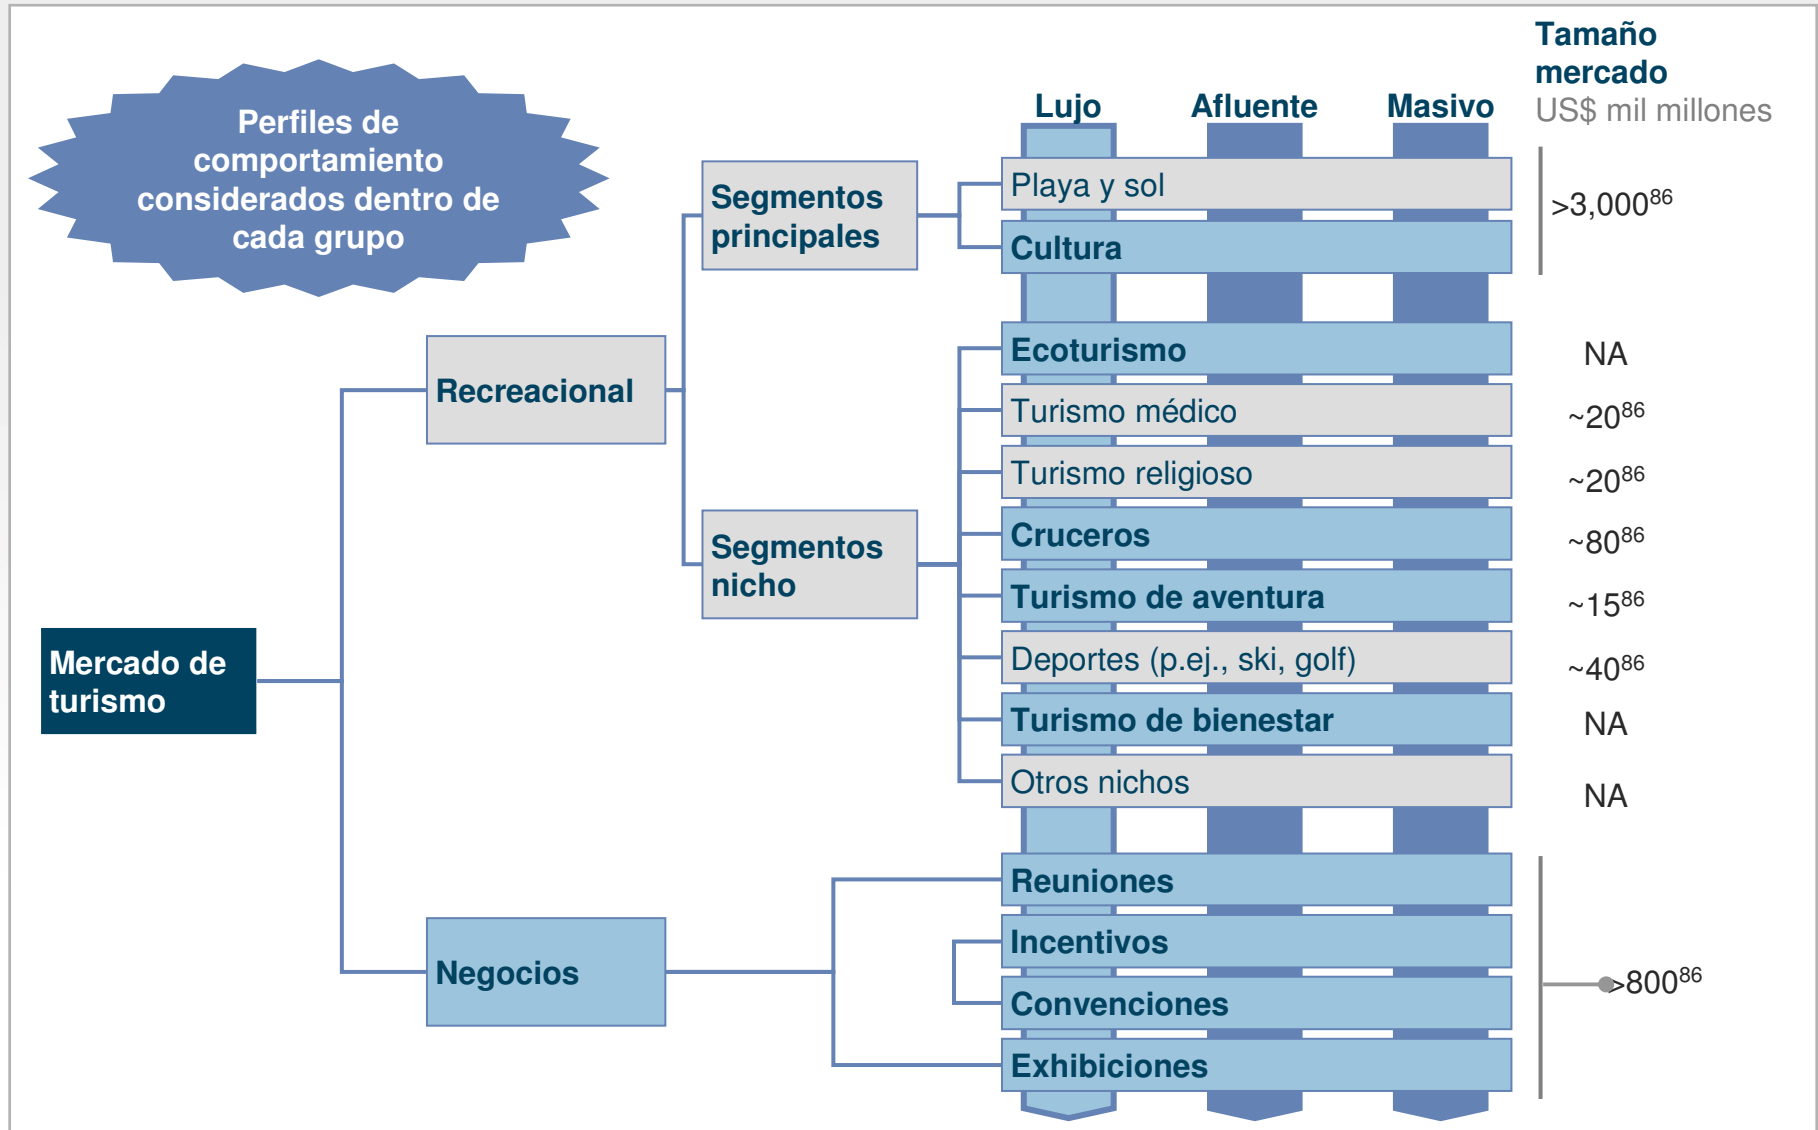 Tamaño
mercado
US$ mil millones
Perfiles de
comportamiento
considerados dentro de
cada grupo
Lujo
Afluente
Masivo
Segmentos
principales
Playa y sol
>3,000⁸⁶
Cultura
Recreacional
Ecoturismo
NA
Turismo médico
~20⁸⁶
Turismo religioso
~20⁸⁶
Segmentos
nicho
Cruceros
~80⁸⁶
Turismo de aventura
~15⁸⁶
Mercado de
turismo
Deportes (p.ej., ski, golf)
~40⁸⁶
Turismo de bienestar
NA
Otros nichos
NA
Negocios
Reuniones
Incentivos
Convenciones
>800⁸⁶
Exhibiciones